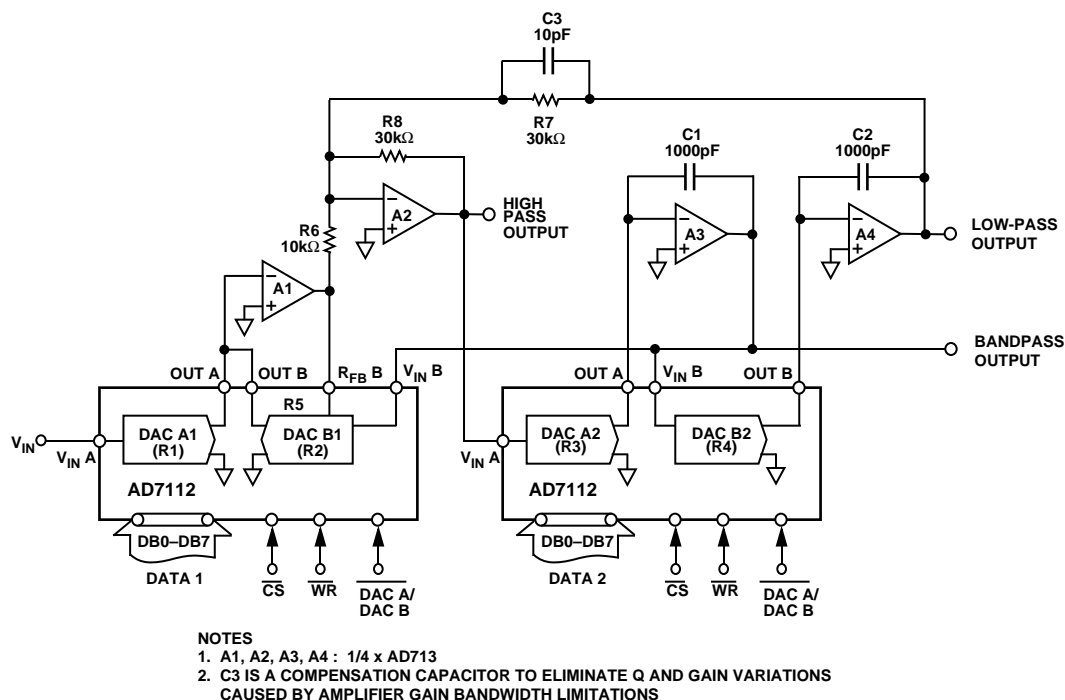 C3
10pF
R7
30kΩ
R8
30kΩ
C1
1000pF
C2
1000pF
A2
HIGH
PASS
OUTPUT
R6
10kΩ
A3
A4
LOW-PASS
OUTPUT
A1
BANDPASS
OUTPUT
OUT A
OUT B
RFB B
VIN B
OUT A
VIN B
OUT B
R5
VIN
VIN A
DAC A1
(R1)
DAC B1
(R2)
VIN A
DAC A2
(R3)
DAC B2
(R4)
AD7112
AD7112
DB0–DB7
DATA 1
CS
WR
DAC A/
DAC B
DB0–DB7
DATA 2
CS
WR
DAC A/
DAC B
NOTES
1. A1, A2, A3, A4 : 1/4 x AD713
2. C3 IS A COMPENSATION CAPACITOR TO ELIMINATE Q AND GAIN VARIATIONS
CAUSED BY AMPLIFIER GAIN BANDWIDTH LIMITATIONS
− + − + − + − +